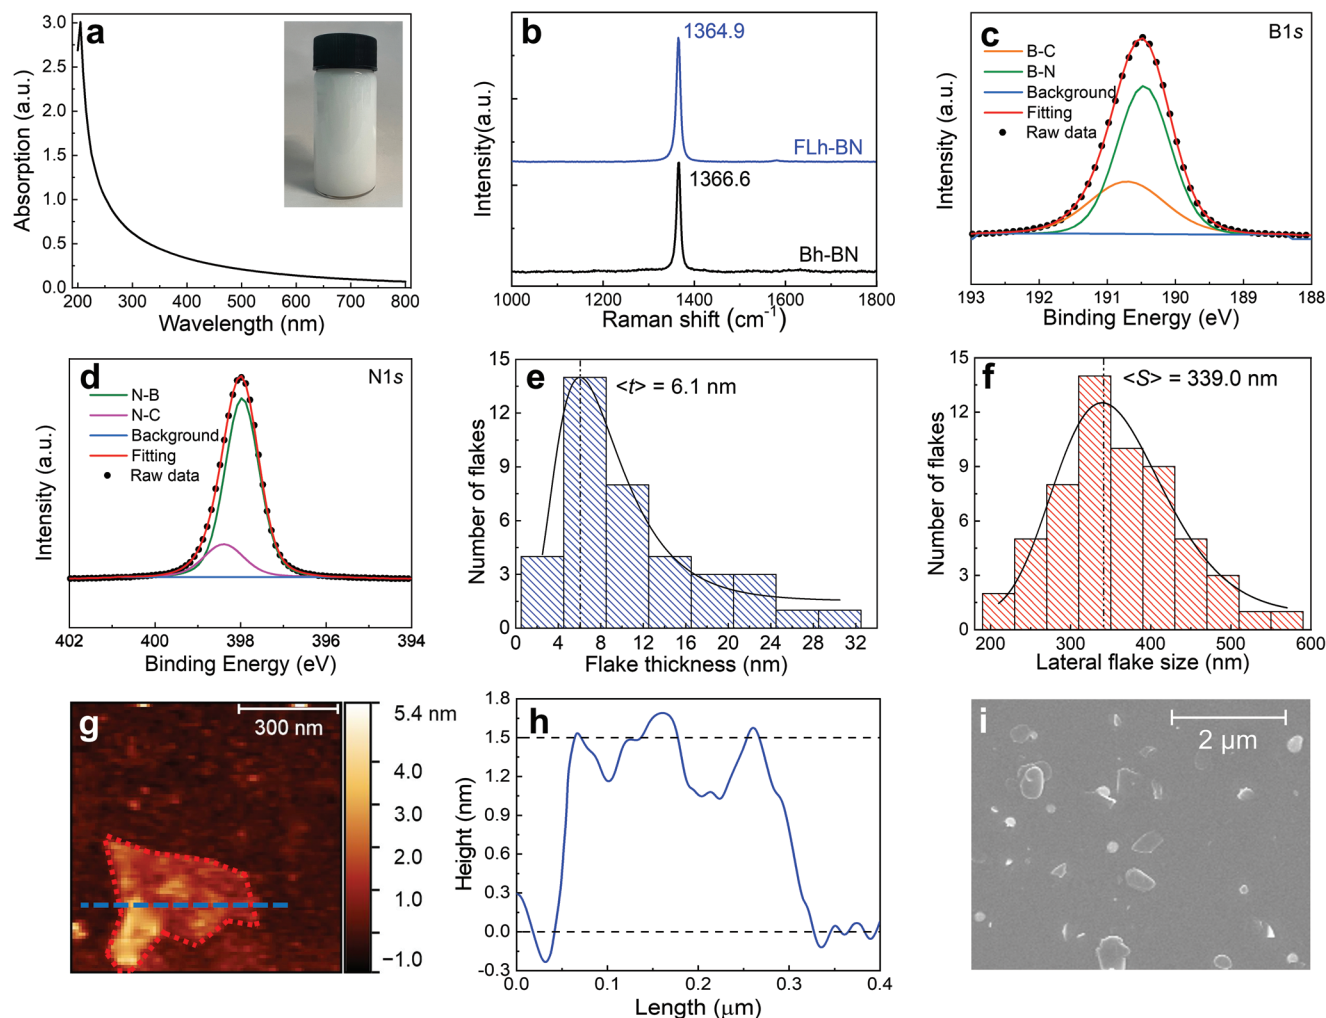 a
3.0
2.5
2.0
1.5
1.0
0.5
0.0
Absorption (a.u.)
200 300 400 500 600 700 800
Wavelength (nm)
b
1364.9
FLh-BN
1366.6
Bh-BN
Intensity(a.u.)
1000 1200 1400 1600 1800
Raman shift (cm⁻¹)
c
B1s
B-C
B-N
Background
Fitting
Raw data
Intensity (a.u.)
193 192 191 190 189 188
Binding Energy (eV)
d
N1s
N-B
N-C
Background
Fitting
Raw data
Intensity (a.u.)
402 400 398 396 394
Binding Energy (eV)
e
<t> = 6.1 nm
15
12
9
6
3
0
Number of flakes
0 4 8 12 16 20 24 28 32
Flake thickness (nm)
f
<S> = 339.0 nm
15
12
9
6
3
0
Number of flakes
200 300 400 500 600
Lateral flake size (nm)
g
300 nm
5.4 nm
4.0
3.0
2.0
1.0
−1.0
h
1.8
1.5
1.2
0.9
0.6
0.3
0.0
-0.3
Height (nm)
0.0 0.1 0.2 0.3 0.4
Length (μm)
i
2 μm